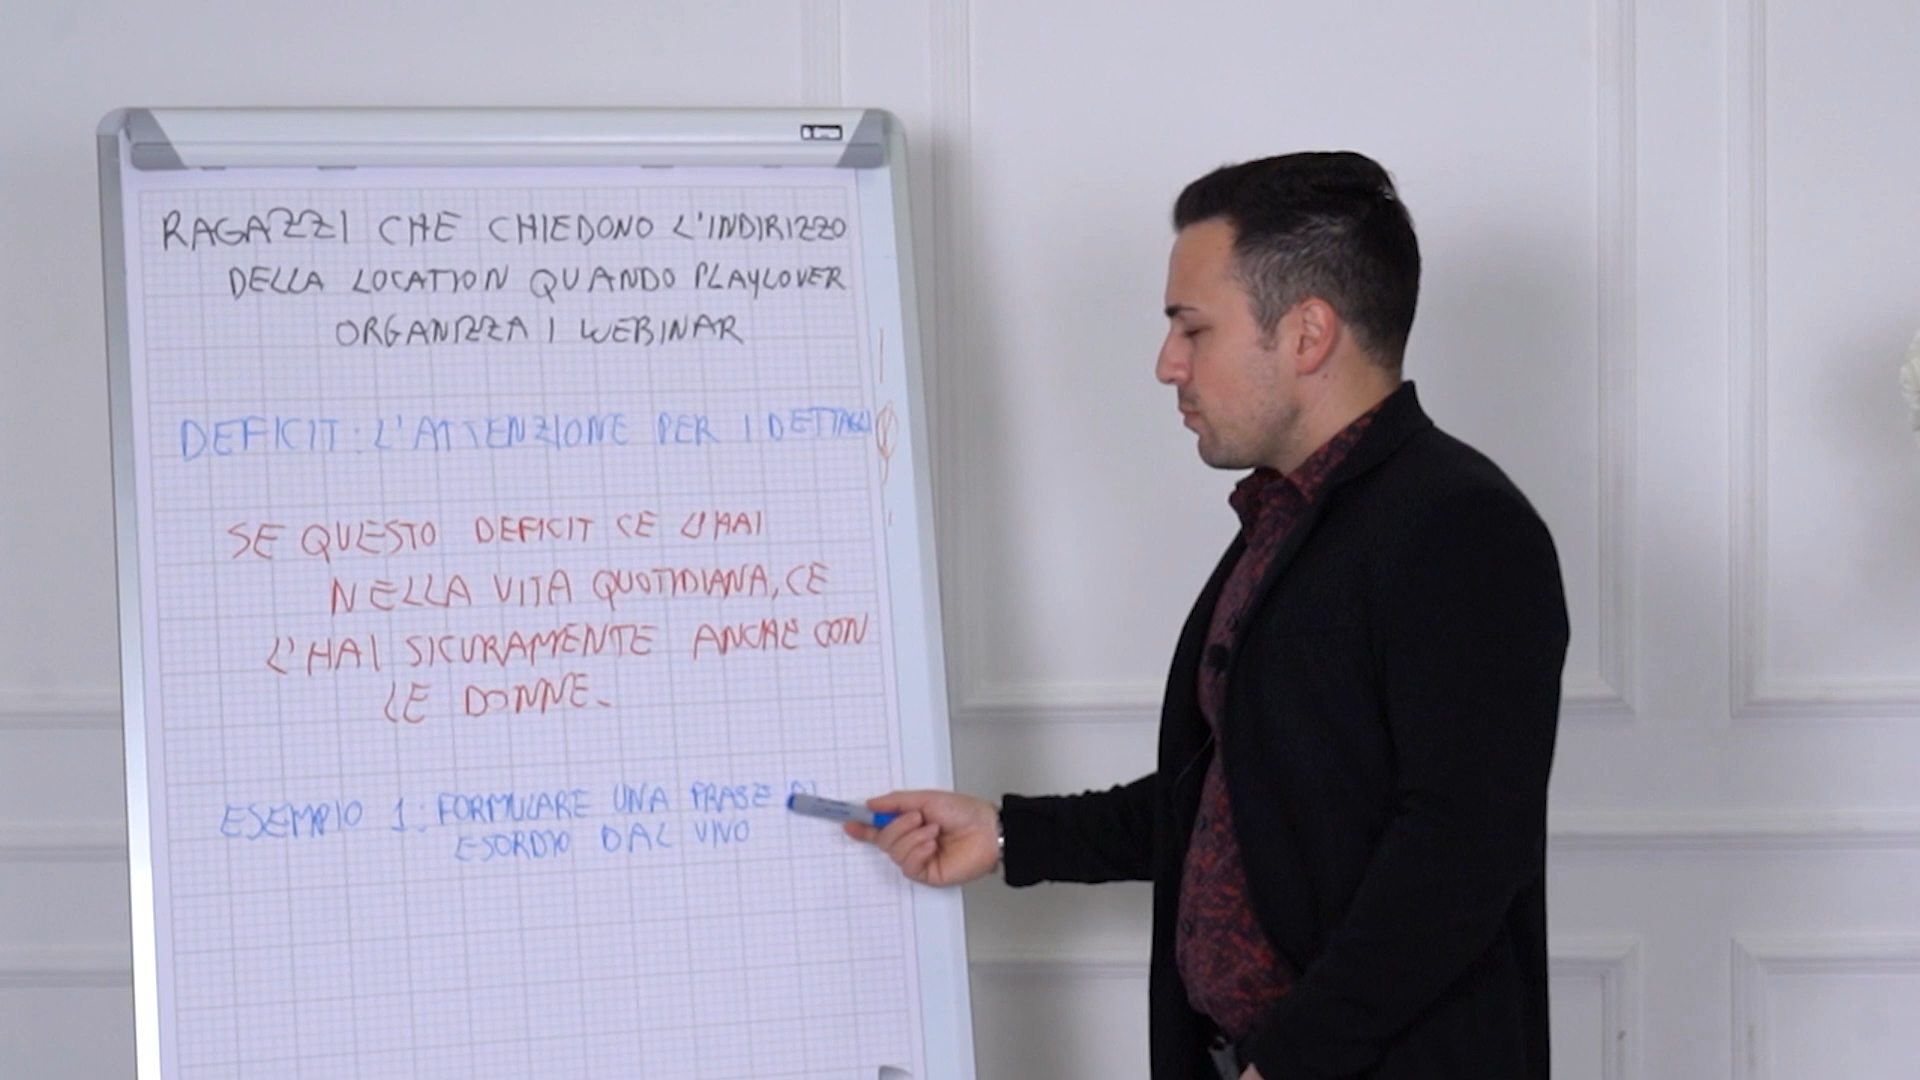 RAGAZZI CHE CHIEDONO L'INDIRIZZO
DELLA LOCATION QUANDO PLAYLOVER
ORGANIZZA I WEBINAR
DEFICIT: L'ATTENZIONE PER I DETTAGLI
SE QUESTO DEFICIT CE L'HAI
NELLA VITA QUOTIDIANA, CE
L'HAI SICURAMENTE ANCHE CON
LE DONNE.
ESEMPIO 1: FORMULARE UNA FRASE DI
ESORDIO DAL VIVO